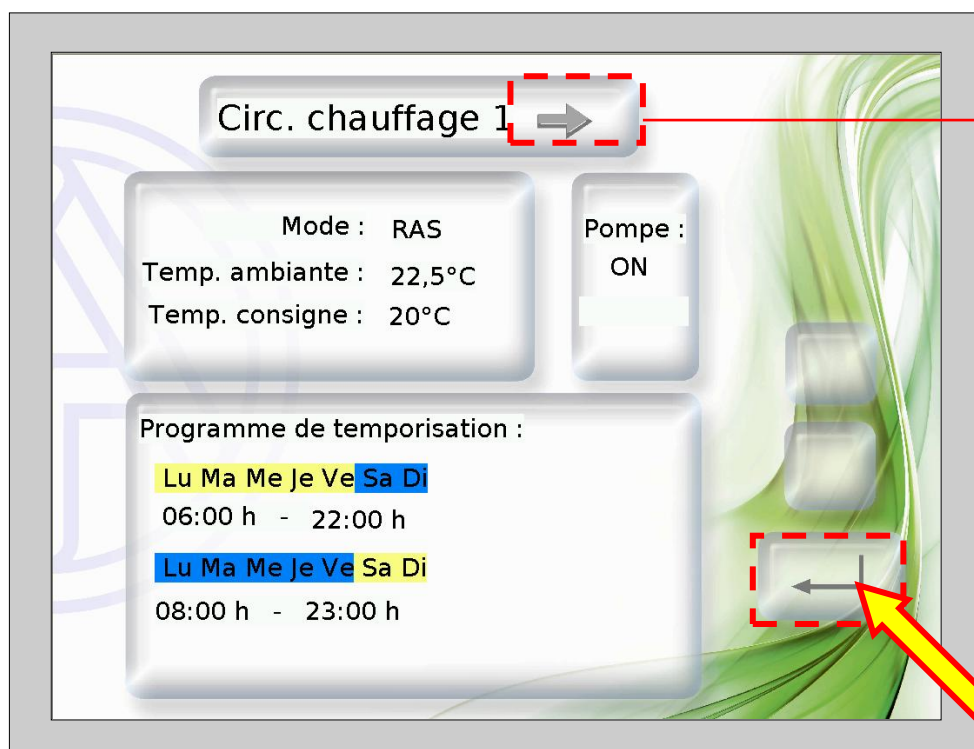 Circ. chauffage 1
Mode : RAS
Temp. ambiante : 22,5°C
Temp. consigne : 20°C
Pompe :
ON
Programme de temporisation :
Lu Ma Me Je Ve Sa Di
06:00 h - 22:00 h
Lu Ma Me Je Ve Sa Di
08:00 h - 23:00 h